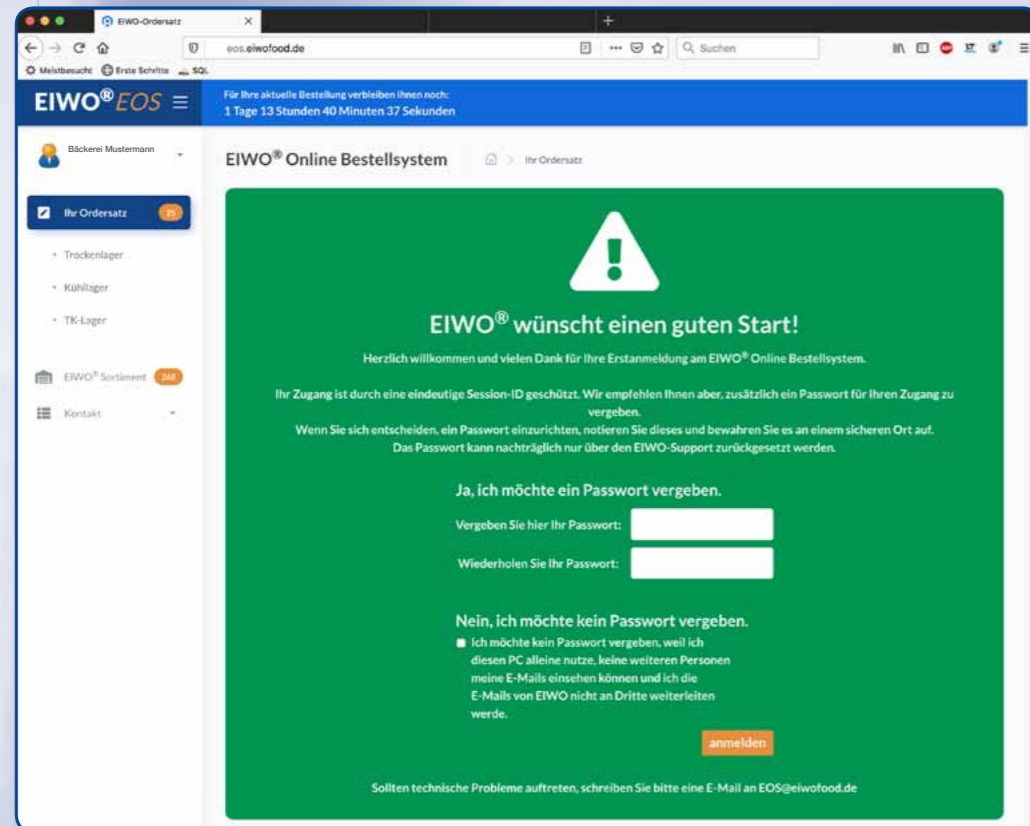 EIWO-Ordersatz
eos.eiwofood.de
Suchen
Meistbesucht Erste Schritte SQL
EIWO® EOS
Für Ihre aktuelle Bestellung verbleiben Ihnen noch:
1 Tage 13 Stunden 40 Minuten 37 Sekunden
Bäckerei Mustermann
EIWO® Online Bestellsystem
Ihr Ordersatz
Ihr Ordersatz 25
Trockenlager
Kühllager
TK-Lager
EIWO® Sortiment
Kontakt
EIWO® wünscht einen guten Start!
Herzlich willkommen und vielen Dank für Ihre Erstanmeldung am EIWO® Online Bestellsystem.
Ihr Zugang ist durch eine eindeutige Session-ID geschützt. Wir empfehlen Ihnen aber, zusätzlich ein Passwort für Ihren Zugang zu
vergeben.
Wenn Sie sich entscheiden, ein Passwort einzurichten, notieren Sie dieses und bewahren Sie es an einem sicheren Ort auf.
Das Passwort kann nachträglich nur über den EIWO-Support zurückgesetzt werden.
Ja, ich möchte ein Passwort vergeben.
Vergeben Sie hier Ihr Passwort:
Wiederholen Sie Ihr Passwort:
Nein, ich möchte kein Passwort vergeben.
Ich möchte kein Passwort vergeben, weil ich
diesen PC alleine nutze, keine weiteren Personen
meine E-Mails einsehen können und ich die
E-Mails von EIWO nicht an Dritte weiterleiten
werde.
anmelden
Sollten technische Probleme auftreten, schreiben Sie bitte eine E-Mail an EOS@eiwofood.de